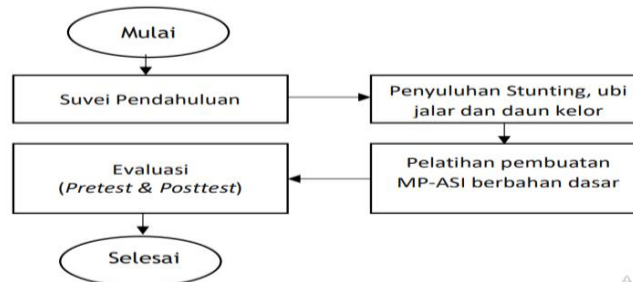 Mulai
Suvei Pendahuluan
Penyuluhan Stunting, ubi
jalar dan daun kelor
Pelatihan pembuatan
MP-ASI berbahan dasar
Evaluasi
(Pretest & Posttest)
Selesai